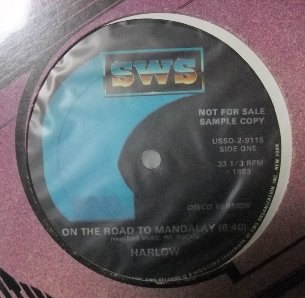 SWS
NOT FOR SALE
SAMPLE COPY
USSD-2-9116
SIDE ONE
33 1/3 RPM
1983
DISCO VERSION
ON THE ROAD TO MANDALAY (6:40)
HARLOW